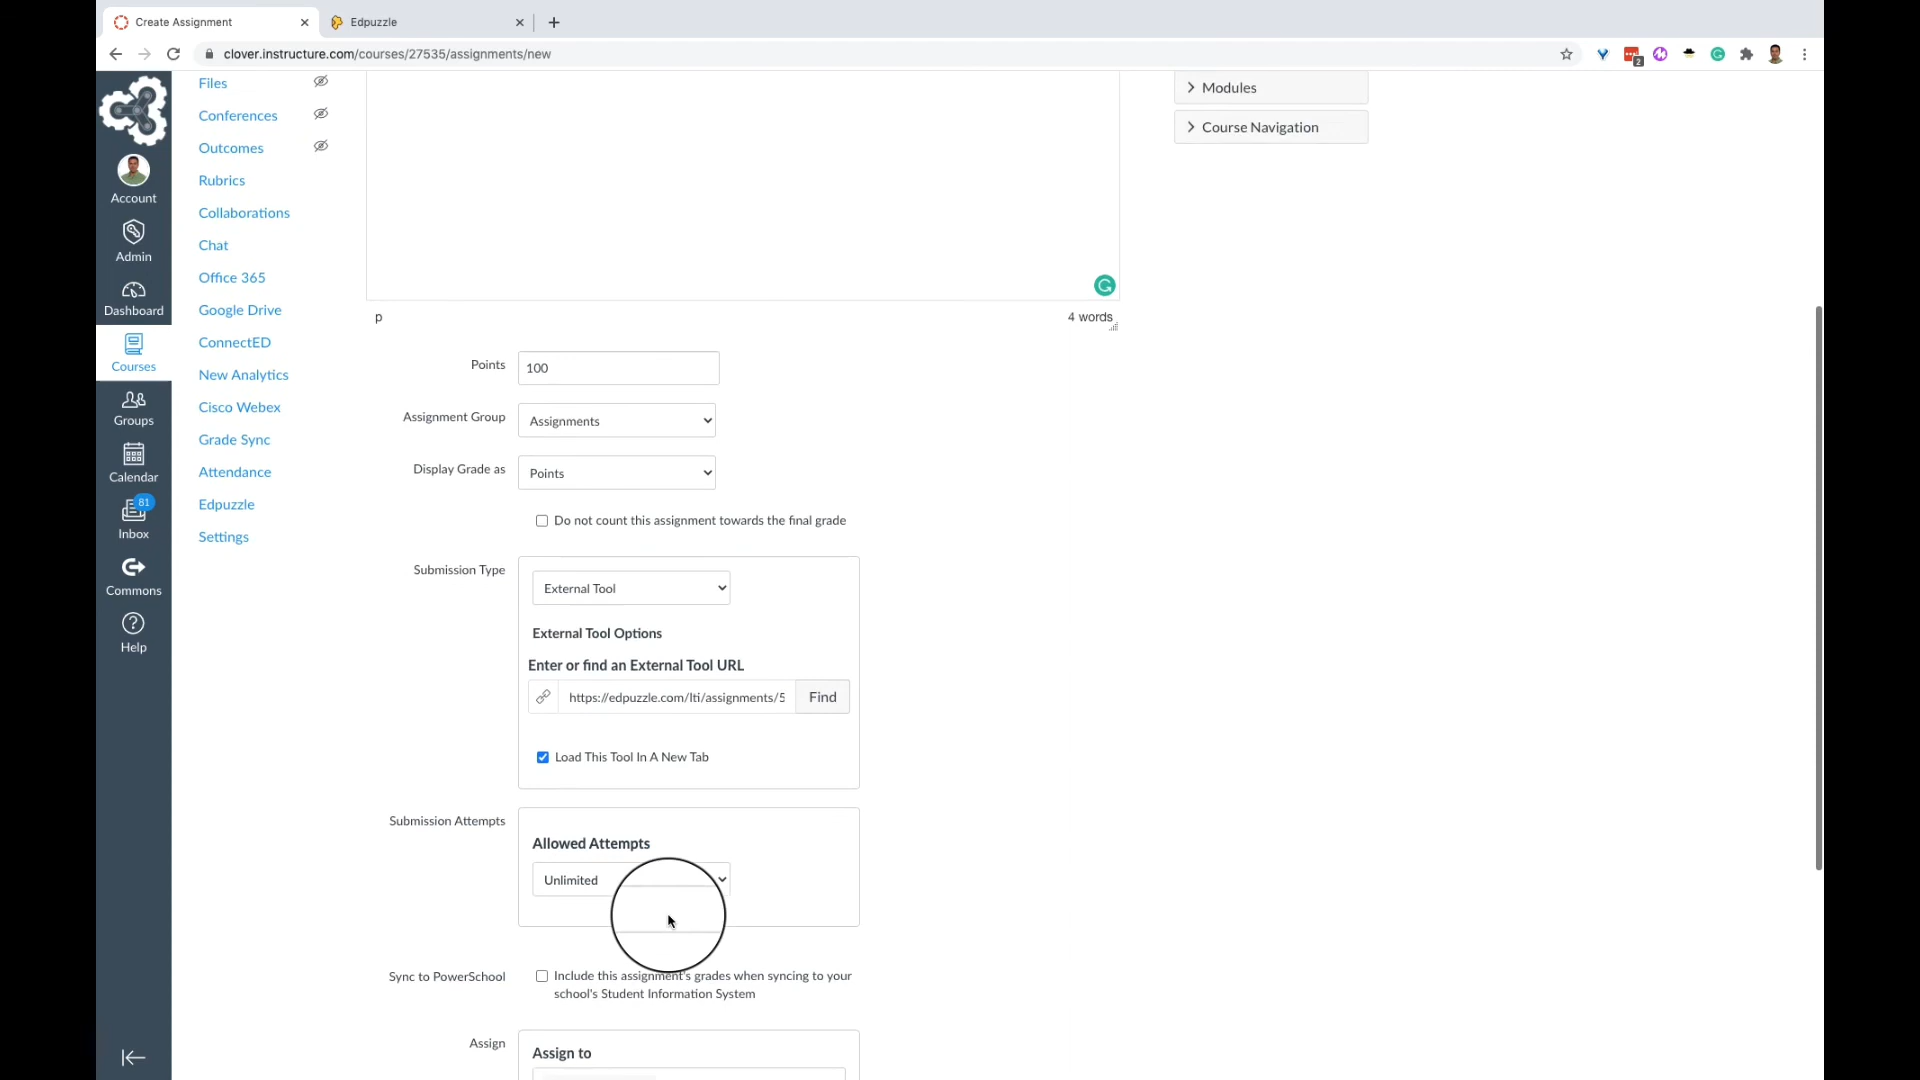 Create Assignment
Edpuzzle
clover.instructure.com/courses/27535/assignments/new
2
Account
Admin
Dashboard
Courses
Groups
Calendar
81
Inbox
Commons
Help
Files
Conferences
Outcomes
Rubrics
Collaborations
Chat
Office 365
Google Drive
ConnectED
New Analytics
Cisco Webex
Grade Sync
Attendance
Edpuzzle
Settings
p
4 words
Points
100
Assignment Group
Assignments
Display Grade as
Points
Do not count this assignment towards the final grade
Submission Type
External Tool
External Tool Options
Enter or find an External Tool URL
https://edpuzzle.com/lti/assignments/5
Find
Load This Tool In A New Tab
Submission Attempts
Allowed Attempts
Unlimited
Sync to PowerSchool
Include this assignment's grades when syncing to your
school's Student Information System
Assign
Assign to
Modules
Course Navigation